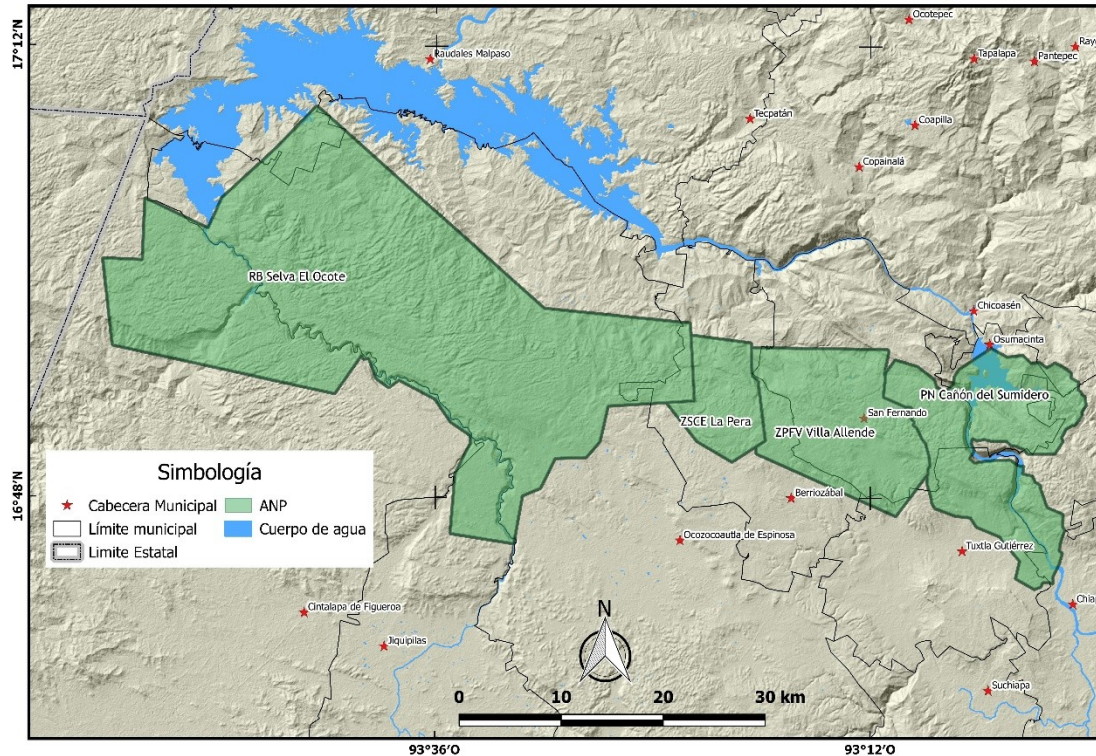 17°12'N
Ocotepec
Raudales Malpaso
Tapalapa
Pantepec
Tecpatán
Coapilla
Copainalá
RB Selva El Ocote
Chicoasén
Osumacinta
PN Cañón del Sumidero
San Fernando
ZSCE La Pera
ZPFV Villa Allende
16°48'N
Simbología
Cabecera Municipal
ANP
Límite municipal
Cuerpo de agua
Limite Estatal
Berriozábal
Ocozocoautla de Espinosa
Tuxtla Gutiérrez
Cintalapa de Figueroa
Jiquipilas
N
Suchiapa
0 10 20 30 km
93°36'O
93°12'O